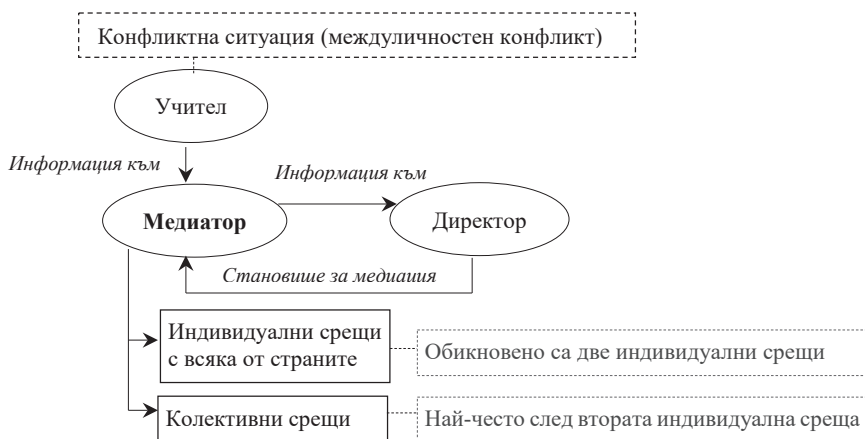 Конфликтна ситуация (междуличностен конфликт)
Учител
Информация към
Информация към
Медиатор
Директор
Становище за медиация
Индивидуални срещи
с всяка от страните
Обикновено са две индивидуални срещи
Колективни срещи
Най-често след втората индивидуална среща